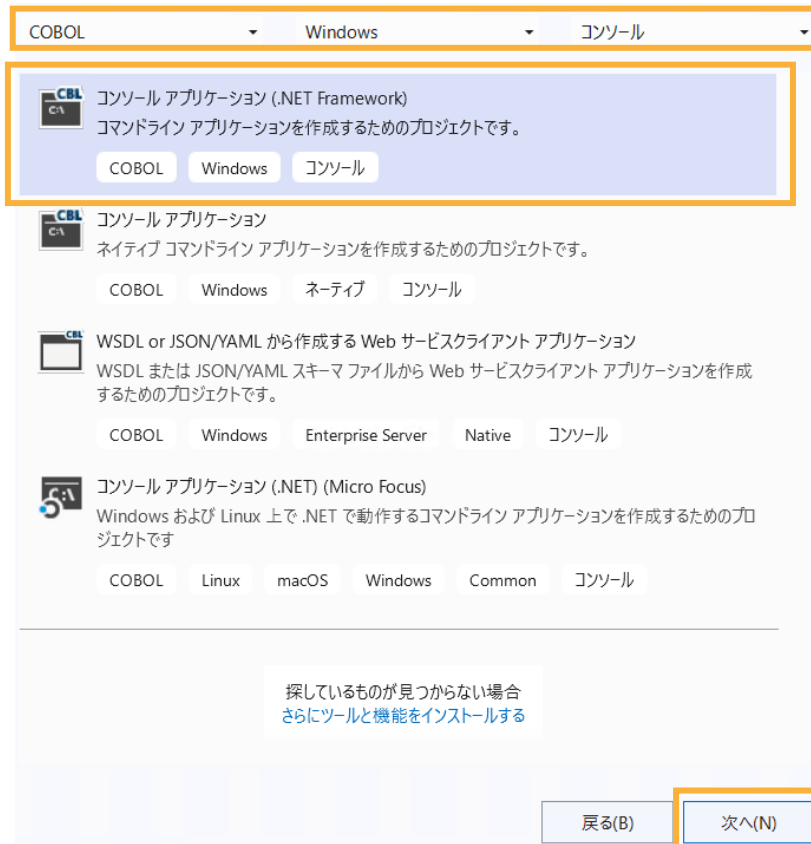 COBOL Windows コンソール
コンソール アプリケーション (.NET Framework)
コマンドライン アプリケーションを作成するためのプロジェクトです。
COBOL Windows コンソール
コンソール アプリケーション
ネイティブ コマンドライン アプリケーションを作成するためのプロジェクトです。
COBOL Windows ネーティブ コンソール
WSDL or JSON/YAML から作成する Web サービスクライアント アプリケーション
WSDL または JSON/YAML スキーマ ファイルから Web サービスクライアント アプリケーションを作成
するためのプロジェクトです。
COBOL Windows Enterprise Server Native コンソール
コンソール アプリケーション (.NET) (Micro Focus)
Windows および Linux 上で .NET で動作するコマンドライン アプリケーションを作成するためのプロ
ジェクトです
COBOL Linux macOS Windows Common コンソール
探しているものが見つからない場合
さらにツールと機能をインストールする
戻る(B) 次へ(N)
CBL
C:\
CBL
C:\
CBL
C:\